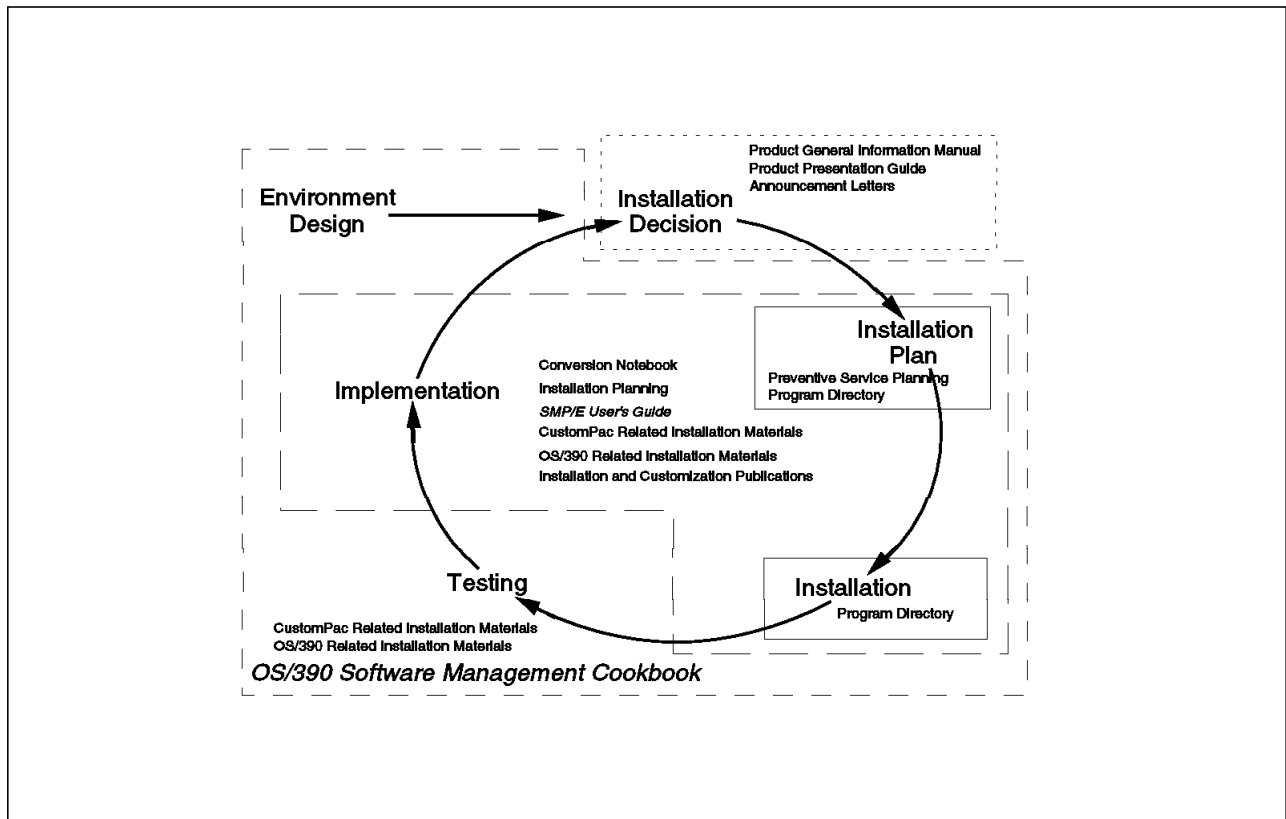 Product General Information Manual
Product Presentation Guide
Announcement Letters
Environment
Design
Installation
Decision
Installation
Plan
Preventive Service Planning
Program Directory
Implementation
Conversion Notebook
Installation Planning
SMP/E User's Guide
CustomPac Related Installation Materials
OS/390 Related Installation Materials
Installation and Customization Publications
Testing
Installation
Program Directory
CustomPac Related Installation Materials
OS/390 Related Installation Materials
OS/390 Software Management Cookbook